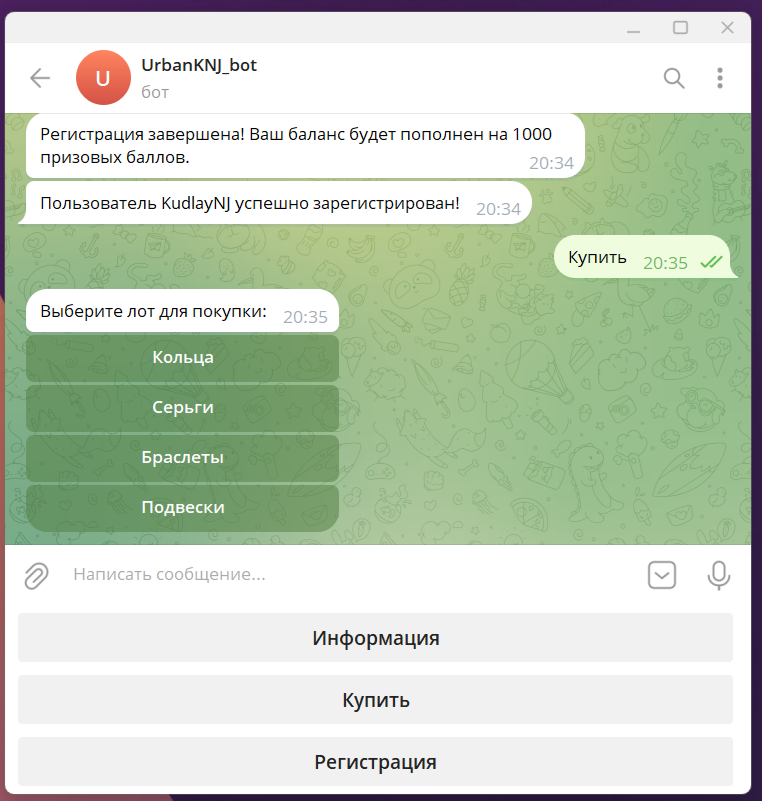 U
UrbanKNJ_bot
бот
Регистрация завершена! Ваш баланс будет пополнен на 1000
призовых баллов.
20:34
Пользователь KudlayNJ успешно зарегистрирован!
20:34
Купить
20:35
Выберите лот для покупки:
20:35
Кольца
Серьги
Браслеты
Подвески
Написать сообщение...
Информация
Купить
Регистрация